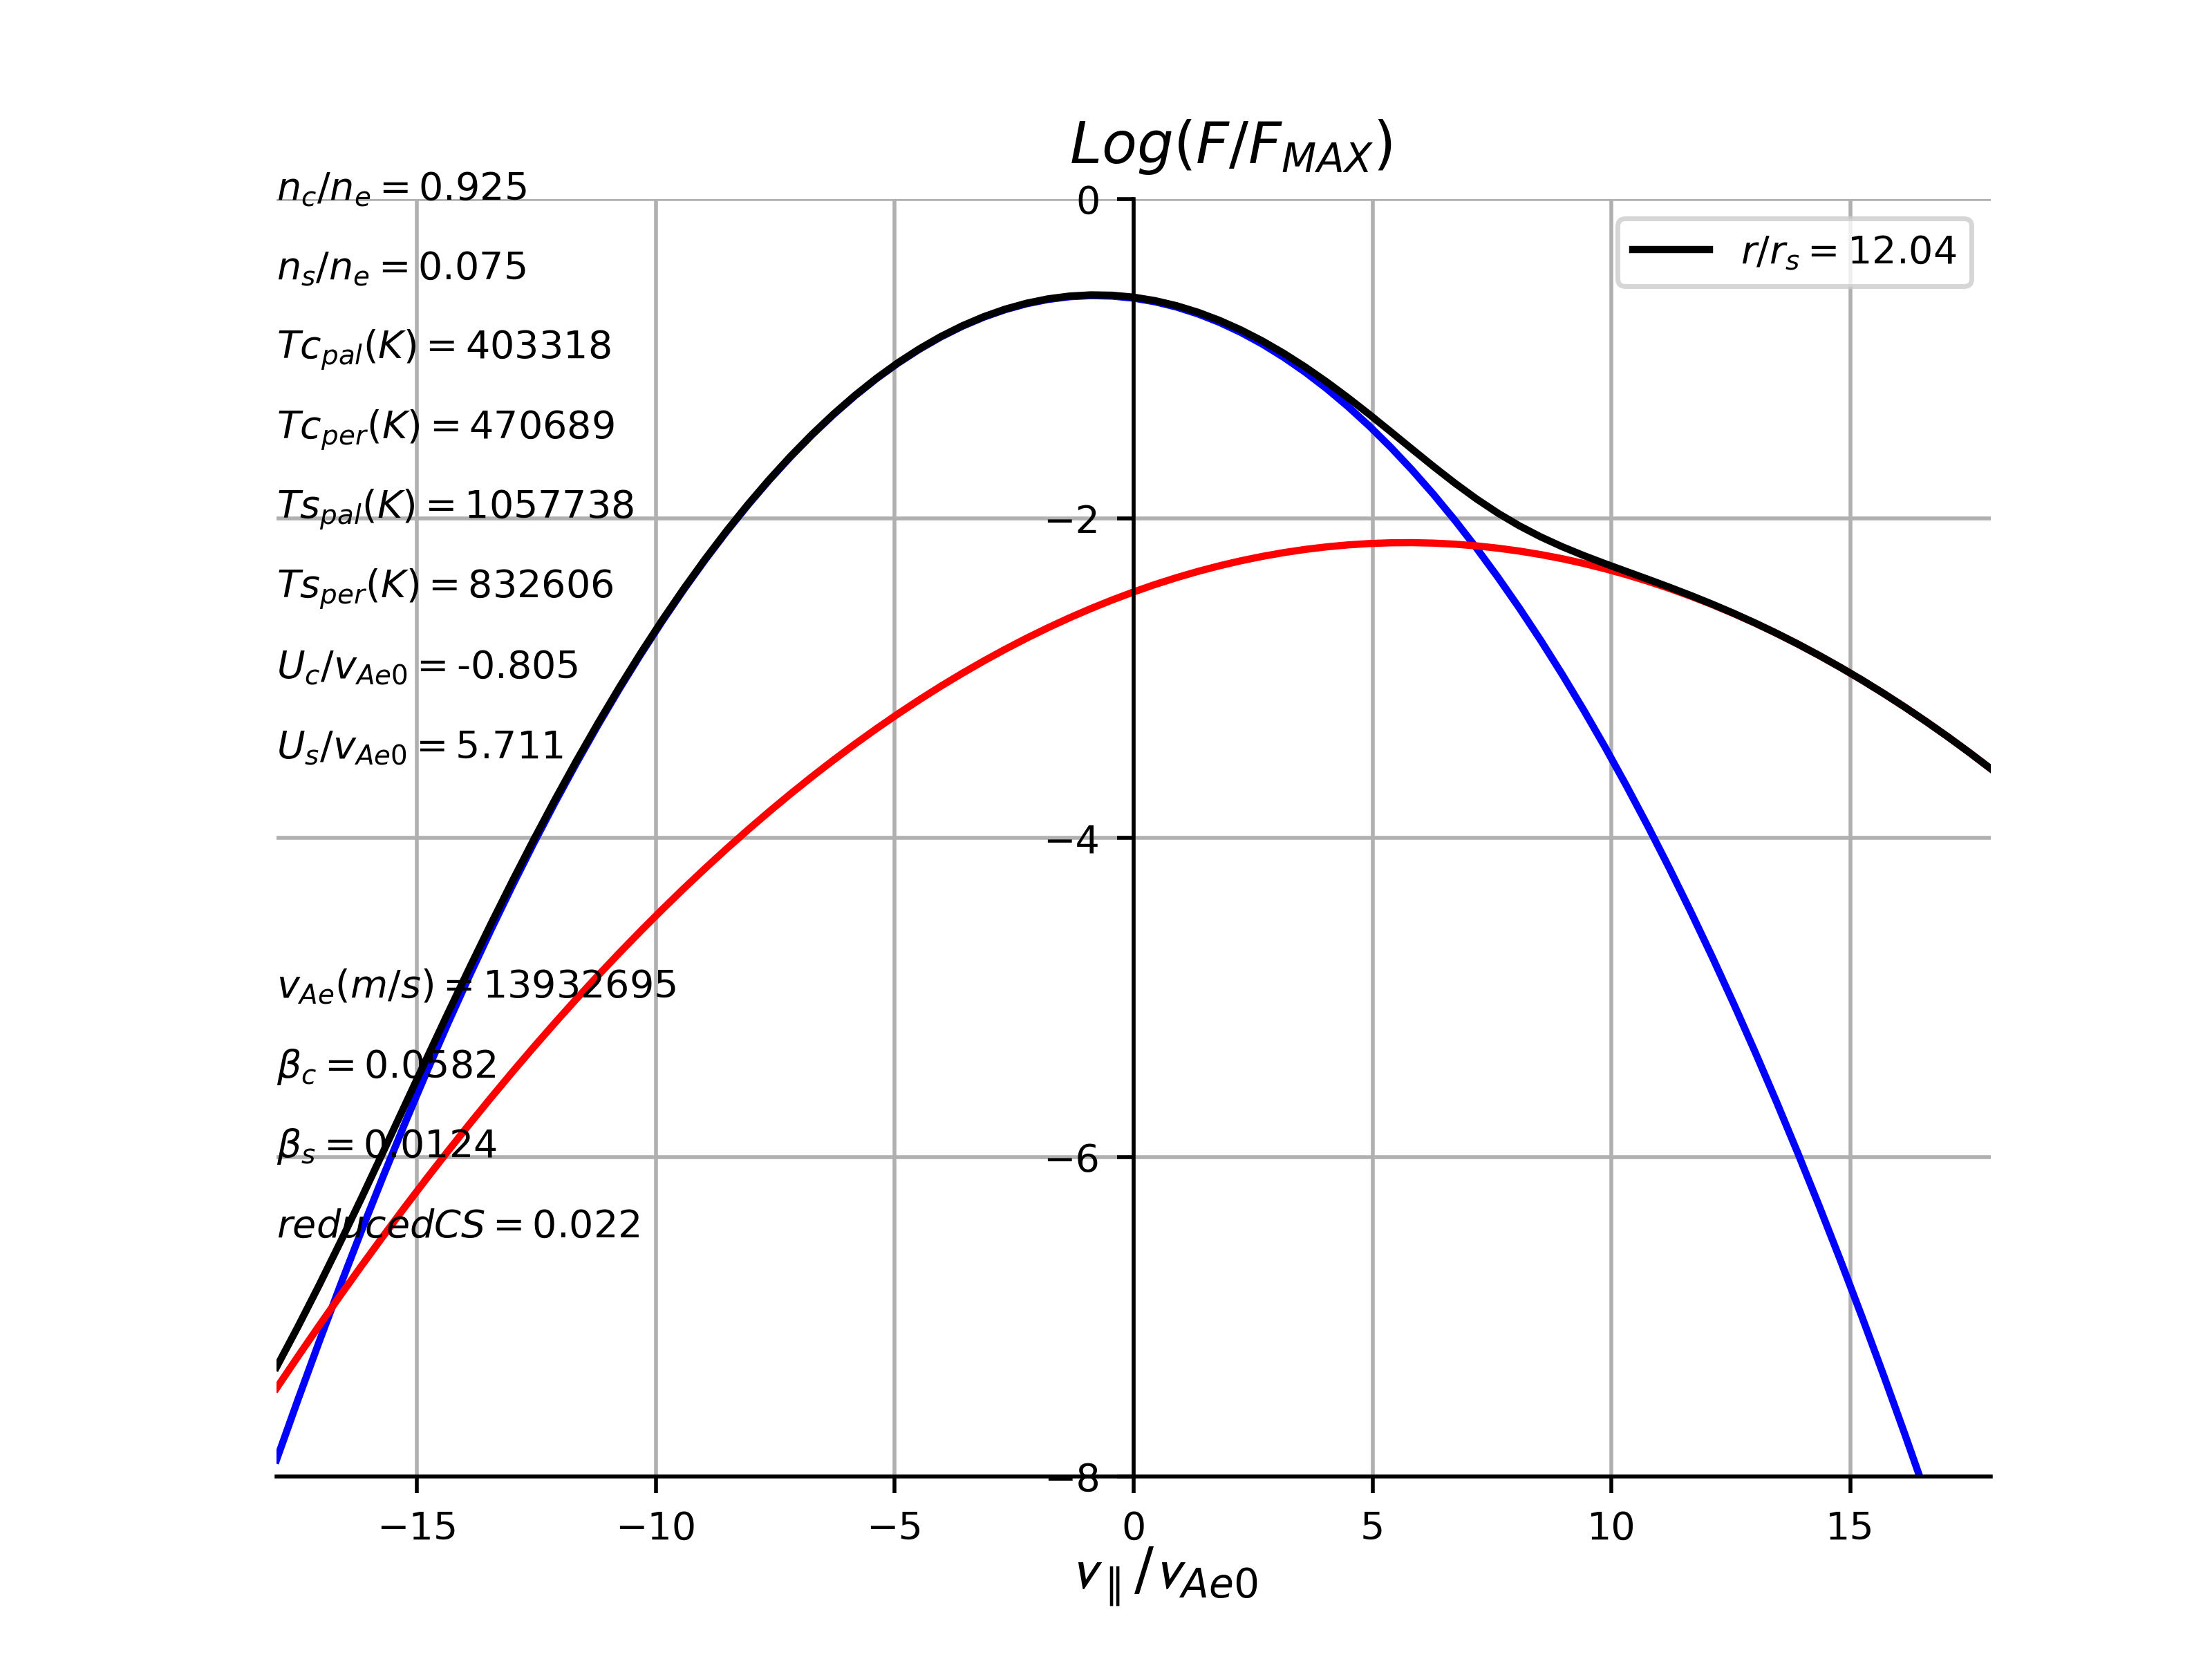 Log(F/F_MAX)
n_c/n_e = 0.925
0
r/r_s = 12.04
n_s/n_e = 0.075
Tc_pal(K) = 403318
Tc_per(K) = 470689
Ts_pal(K) = 1057738
−2
Ts_per(K) = 832606
U_c/v_Ae0 = -0.805
U_s/v_Ae0 = 5.711
−4
v_Ae(m/s) = 13932695
β_c = 0.0582
β_s = 0.0124
−6
reducedCS = 0.022
−8
−15 −10 −5 0 5 10 15
v_∥/v_Ae0